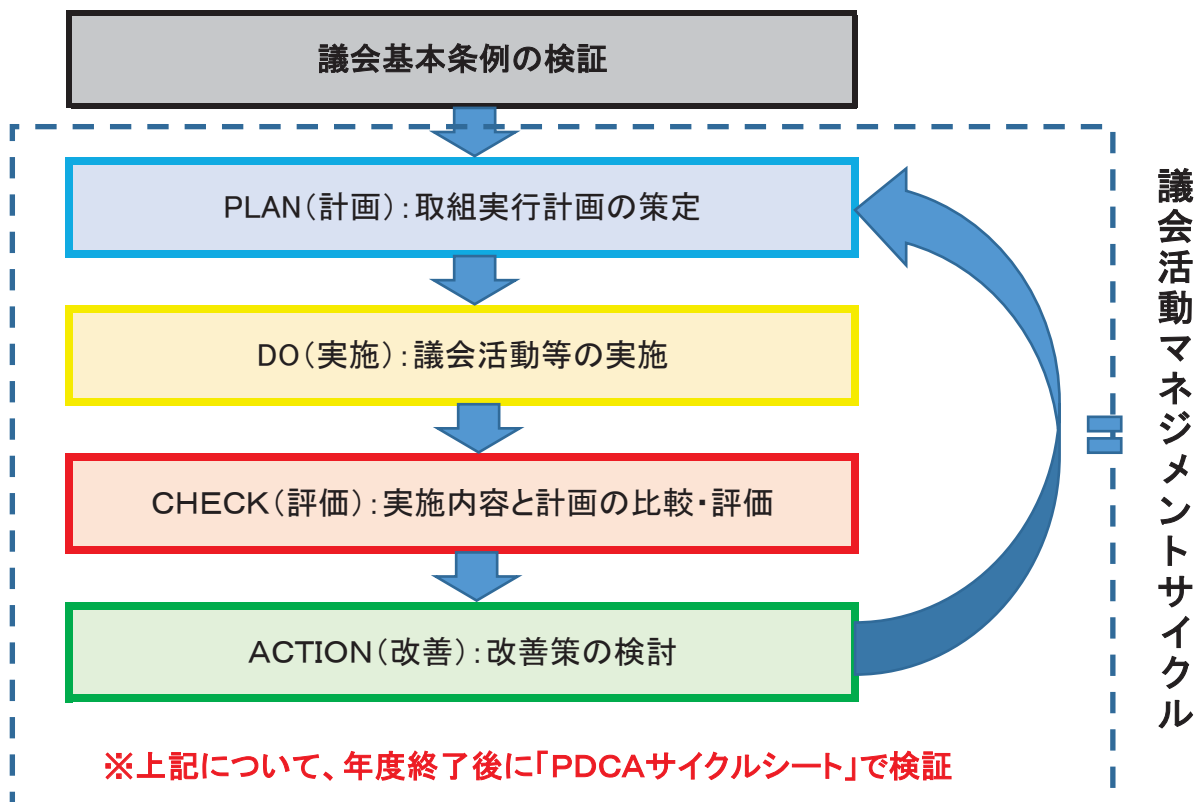 議会基本条例の検証
PLAN(計画):取組実行計画の策定
DO(実施):議会活動等の実施
CHECK(評価):実施内容と計画の比較・評価
ACTION(改善):改善策の検討
※上記について、年度終了後に「PDCAサイクルシート」で検証
議会活動マネジメントサイクル